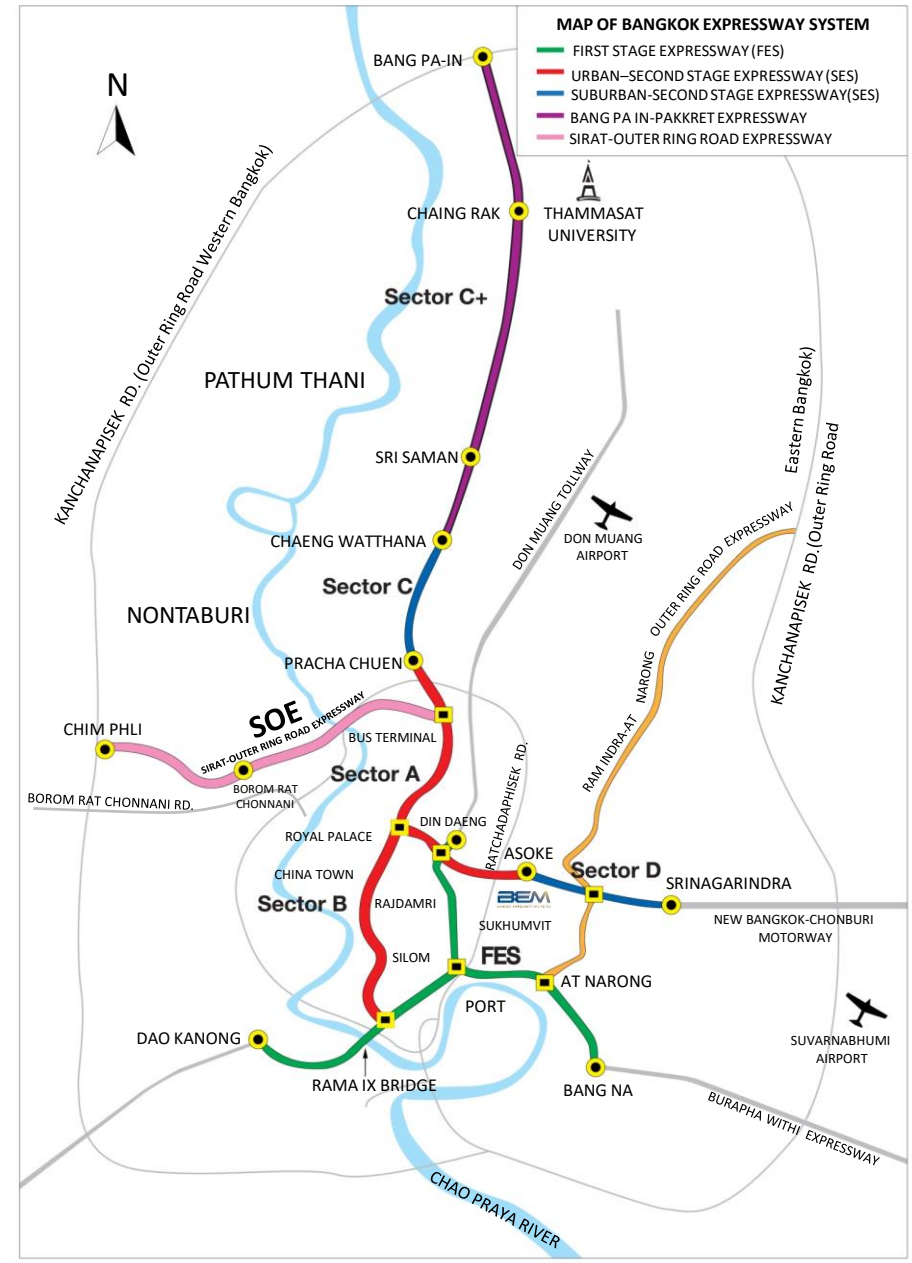 MAP OF BANGKOK EXPRESSWAY SYSTEM
FIRST STAGE EXPRESSWAY (FES)
URBAN–SECOND STAGE EXPRESSWAY (SES)
SUBURBAN-SECOND STAGE EXPRESSWAY(SES)
BANG PA IN-PAKKRET EXPRESSWAY
SIRAT-OUTER RING ROAD EXPRESSWAY
BANG PA-IN
N
CHAING RAK
THAMMASAT
UNIVERSITY
KANCHANAPISEK RD. (Outer Ring Road Western Bangkok)
Sector C+
PATHUM THANI
Eastern Bangkok)
KANCHANAPISEK RD.(Outer Ring Road
SRI SAMAN
DON MUANG TOLLWAY
CHAENG WATTHANA
DON MUANG
AIRPORT
RAM INDRA-AT NARONG OUTER RING ROAD EXPRESSWAY
Sector C
NONTABURI
PRACHA CHUEN
SOE
SIRAT-OUTER RING ROAD EXPRESSWAY
CHIM PHLI
BUS TERMINAL
Sector A
BOROM RAT
CHONNANI
BOROM RAT CHONNANI RD.
RATCHADAPHISEK RD.
DIN DAENG
ROYAL PALACE
ASOKE
Sector D
CHINA TOWN
SRINAGARINDRA
BEM
Sector B
RAJDAMRI
NEW BANGKOK-CHONBURI
MOTORWAY
SUKHUMVIT
SILOM
FES
AT NARONG
PORT
DAO KANONG
SUVARNABHUMI
AIRPORT
RAMA IX BRIDGE
BANG NA
BURAPHA WITHI EXPRESSWAY
CHAO PRAYA RIVER